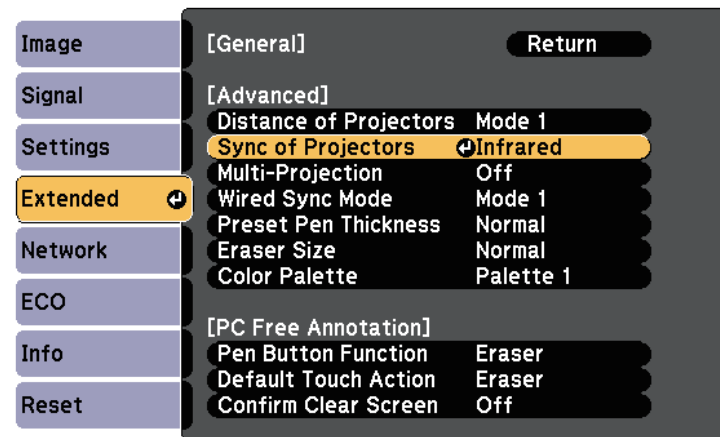 Image
Signal
Settings
Extended
Network
ECO
Info
Reset
[General] Return
[Advanced]
Distance of Projectors Mode 1
Sync of Projectors Infrared
Multi-Projection Off
Wired Sync Mode Mode 1
Preset Pen Thickness Normal
Eraser Size Normal
Color Palette Palette 1
[PC Free Annotation]
Pen Button Function Eraser
Default Touch Action Eraser
Confirm Clear Screen Off